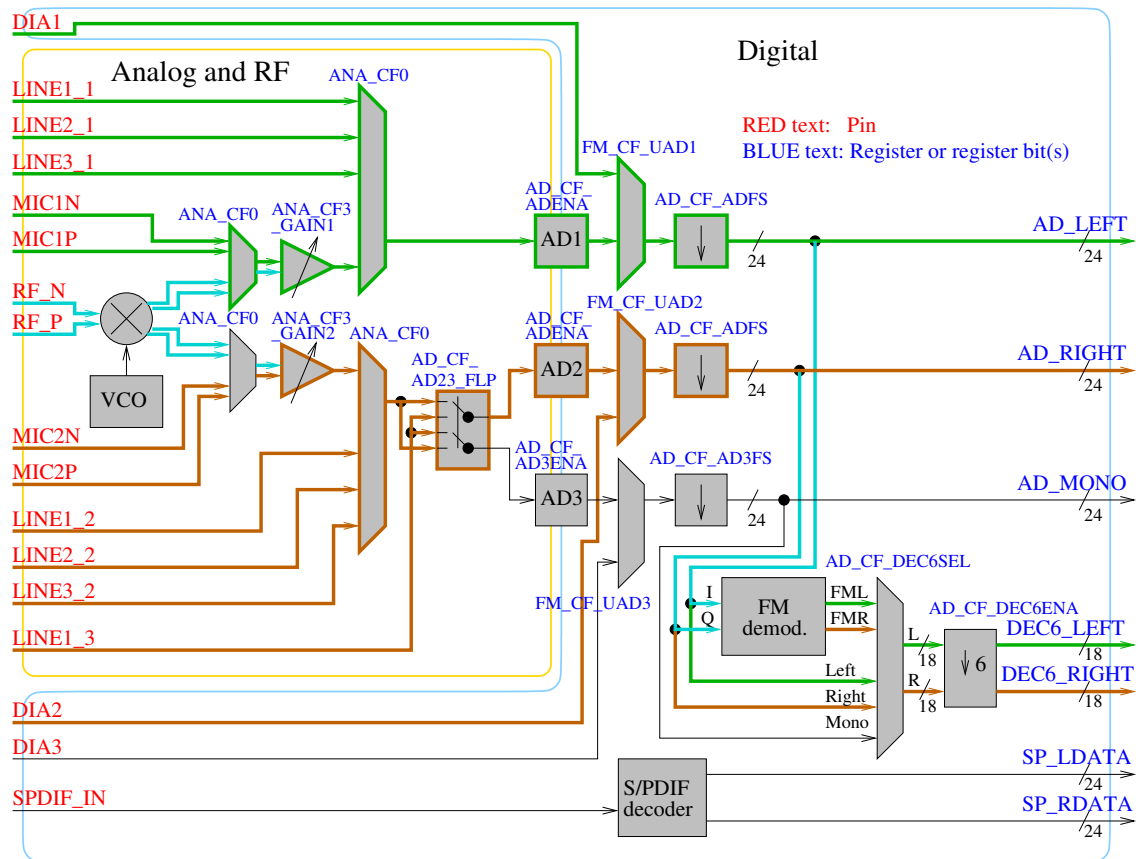 DIA1
Analog and RF
Digital
ANA_CF0
LINE1_1
LINE2_1
LINE3_1
RED text: Pin
BLUE text: Register or register bit(s)
FM_CF_UAD1
MIC1N
MIC1P
ANA_CF0
ANA_CF3
_GAIN1
AD_CF_
ADENA
AD1
AD_CF_ADFS
24
AD_LEFT
24
RF_N
RF_P
VCO
ANA_CF0
ANA_CF3
_GAIN2
ANA_CF0
AD_CF_
AD23_FLP
AD_CF_
ADENA
AD2
FM_CF_UAD2
AD_CF_ADFS
24
AD_RIGHT
24
MIC2N
MIC2P
AD_CF_
AD3ENA
AD3
AD_CF_AD3FS
24
AD_MONO
24
LINE1_2
LINE2_2
LINE3_2
LINE1_3
FM_CF_UAD3
AD_CF_DEC6SEL
I
Q
FM
demod.
FML
FMR
Left
Right
Mono
L
18
R
18
AD_CF_DEC6ENA
6
DEC6_LEFT
18
DEC6_RIGHT
18
DIA2
DIA3
SPDIF_IN
S/PDIF
decoder
SP_LDATA
24
SP_RDATA
24